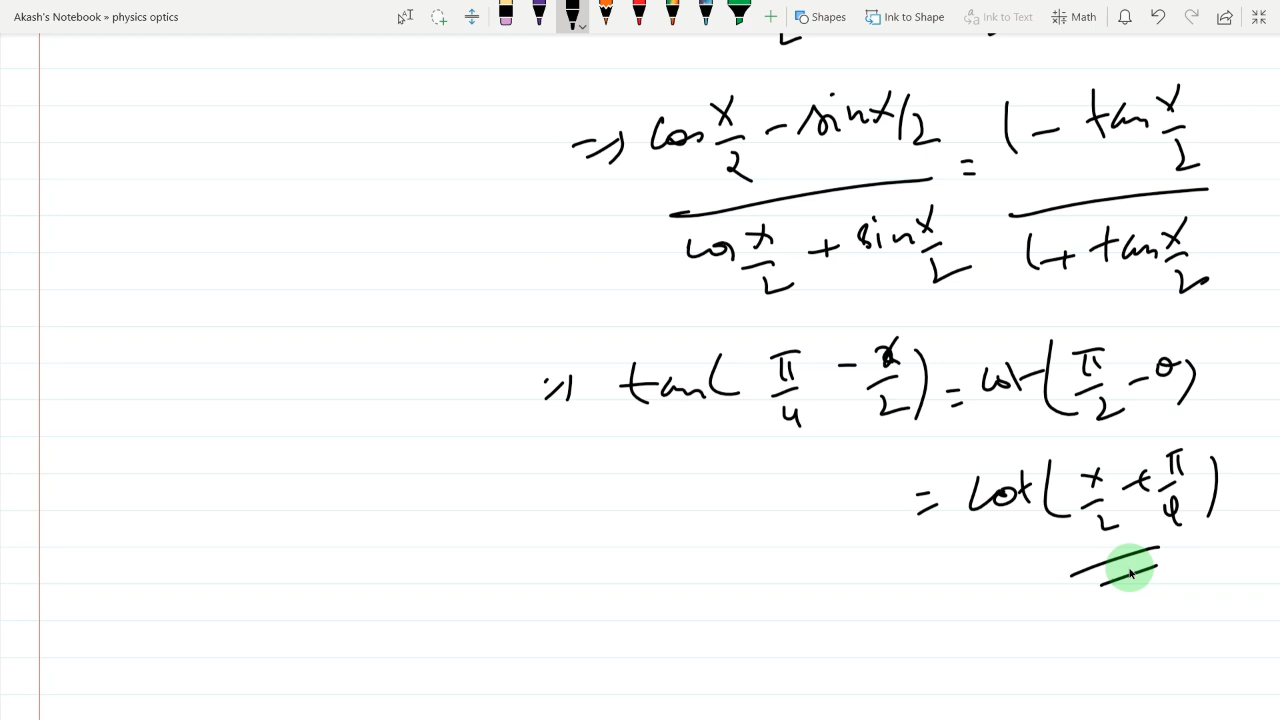 Akash's Notebook » physics optics
Shapes Ink to Shape Ink to Text Math
=> cos x/2 - sin x/2 = 1 - tan x/2
cos x/2 + sin x/2 1 + tan x/2
=> tan( π/4 - x/2 ) = cot( π/2 - θ)
= cot( x/2 + π/4 )